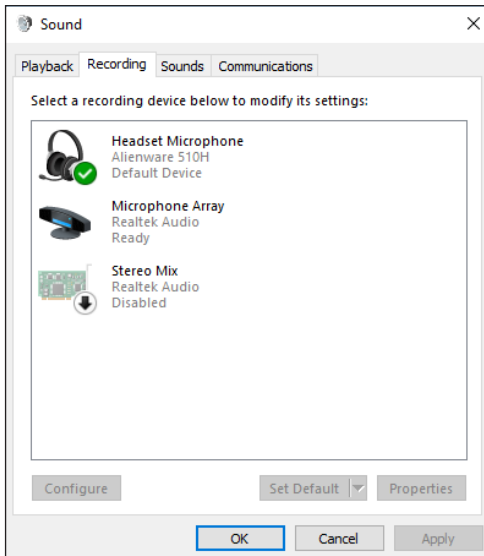 Sound
Playback Recording Sounds Communications
Select a recording device below to modify its settings:
Headset Microphone
Alienware 510H
Default Device
Microphone Array
Realtek Audio
Ready
Stereo Mix
Realtek Audio
Disabled
Configure Set Default Properties
OK Cancel Apply